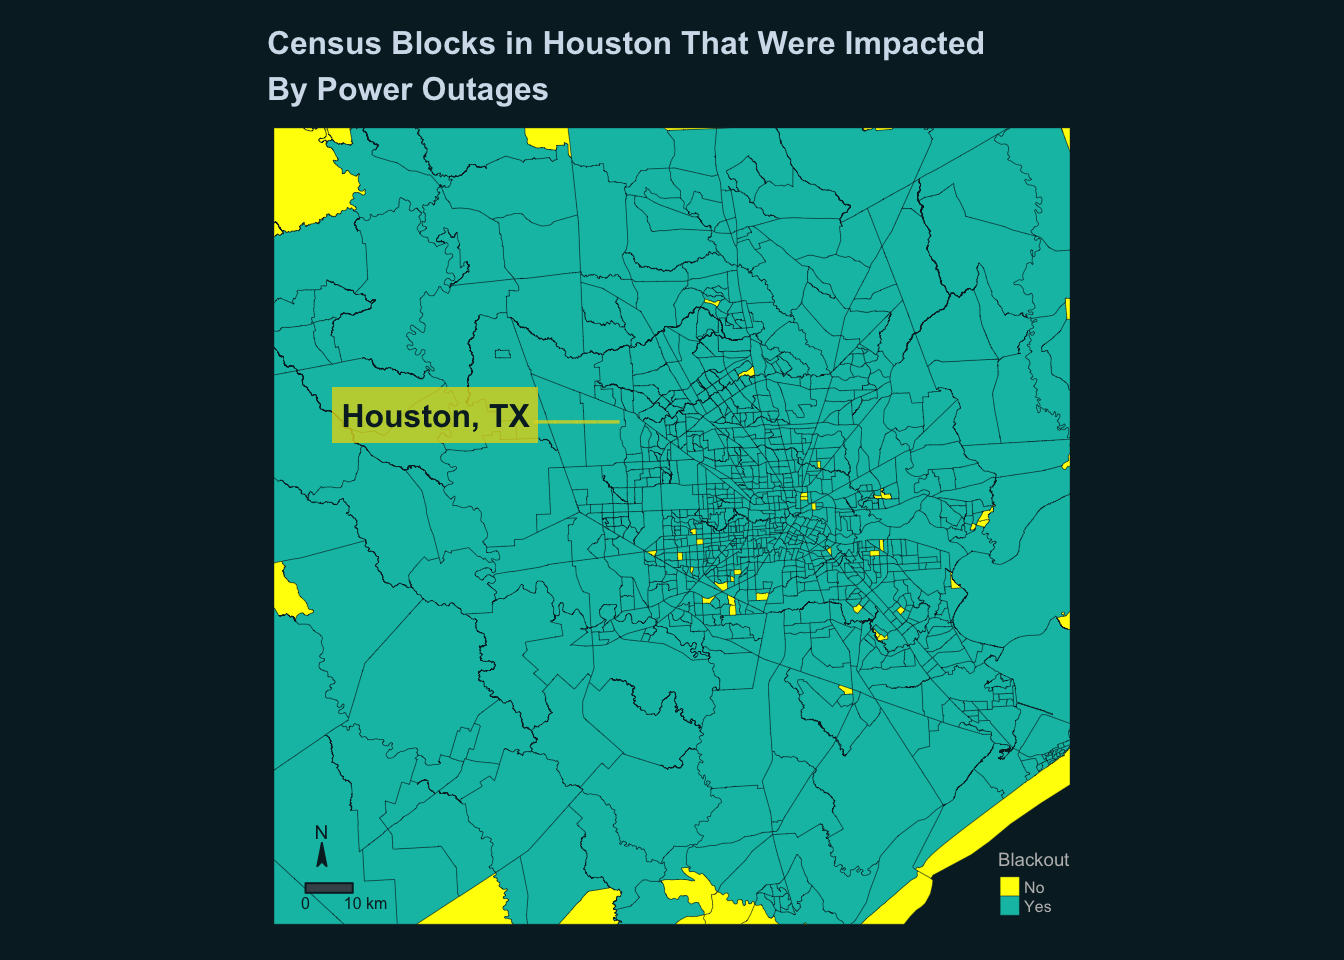 Census Blocks in Houston That Were Impacted
By Power Outages
Houston, TX
N
0 10 km
Blackout
No
Yes